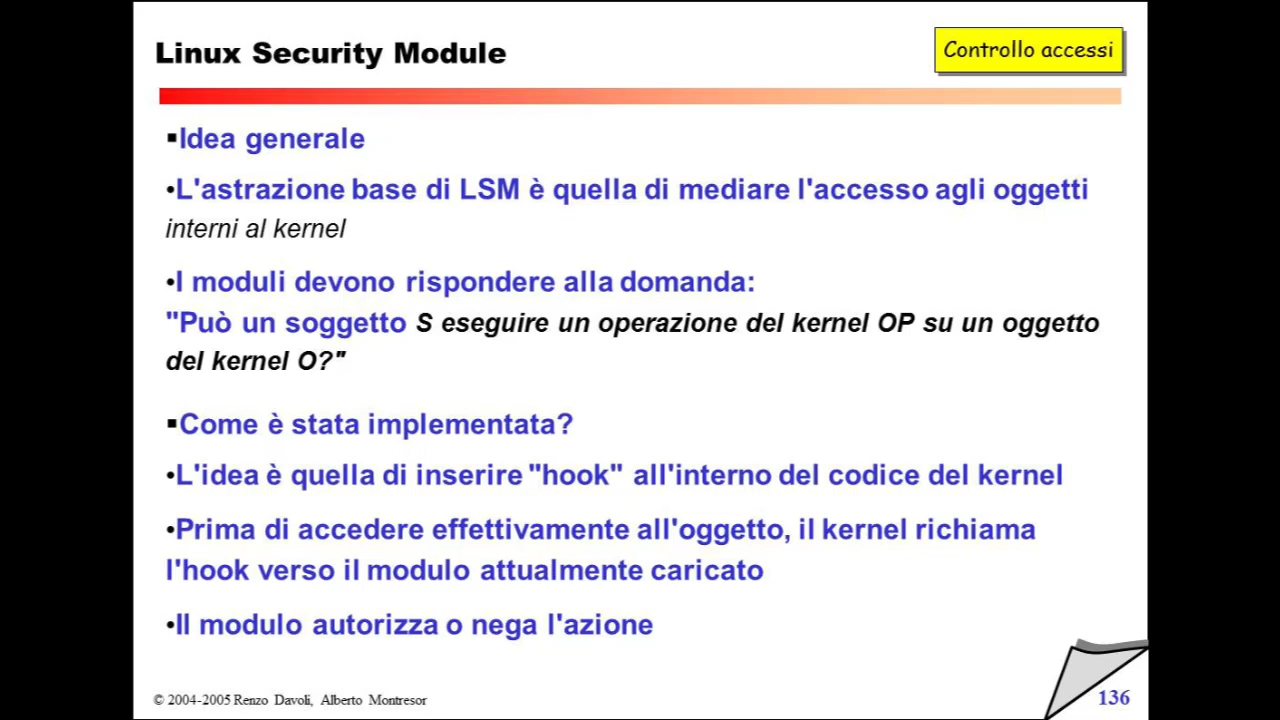 Linux Security Module
Controllo accessi
▪Idea generale
•L'astrazione base di LSM è quella di mediare l'accesso agli oggetti
interni al kernel
•I moduli devono rispondere alla domanda:
"Può un soggetto S eseguire un operazione del kernel OP su un oggetto
del kernel O?"
▪Come è stata implementata?
•L'idea è quella di inserire "hook" all'interno del codice del kernel
•Prima di accedere effettivamente all'oggetto, il kernel richiama
l'hook verso il modulo attualmente caricato
•Il modulo autorizza o nega l'azione
© 2004-2005 Renzo Davoli, Alberto Montresor
136